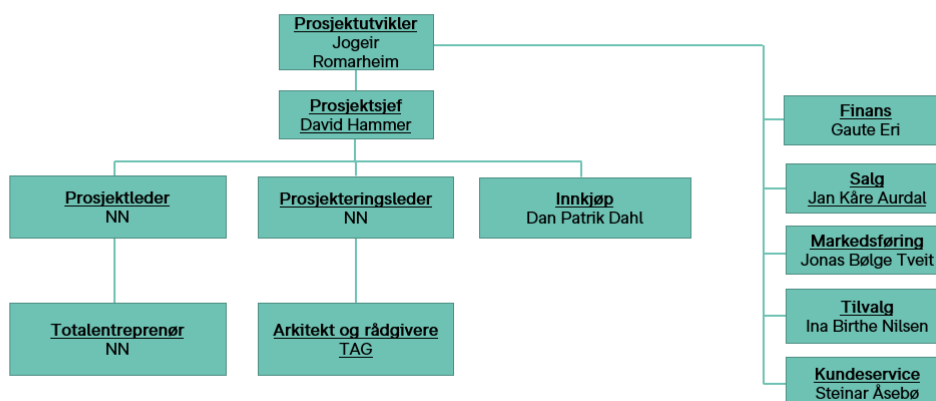 Prosjektutvikler
Jogeir
Romarheim
Prosjektsjef
David Hammer
Prosjektleder
NN
Prosjekteringsleder
NN
Innkjøp
Dan Patrik Dahl
Totalentreprenør
NN
Arkitekt og rådgivere
TAG
Finans
Gaute Eri
Salg
Jan Kåre Aurdal
Markedsføring
Jonas Bølge Tveit
Tilvalg
Ina Birthe Nilsen
Kundeservice
Steinar Åsebø